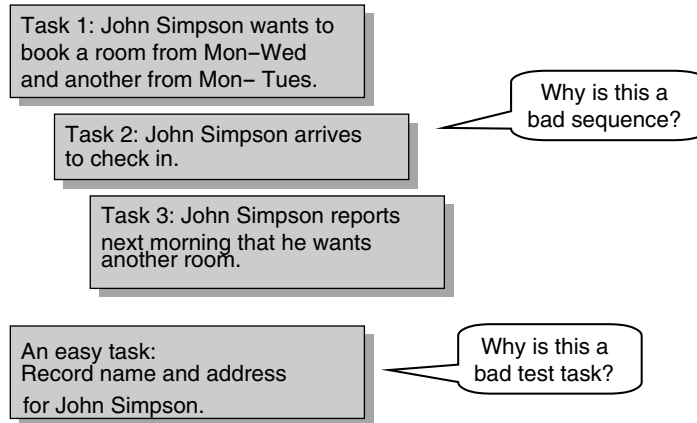 Task 1: John Simpson wants to
book a room from Mon–Wed
and another from Mon– Tues.
Why is this a
bad sequence?
Task 2: John Simpson arrives
to check in.
Task 3: John Simpson reports
next morning that he wants
another room.
An easy task:
Record name and address
for John Simpson.
Why is this a
bad test task?